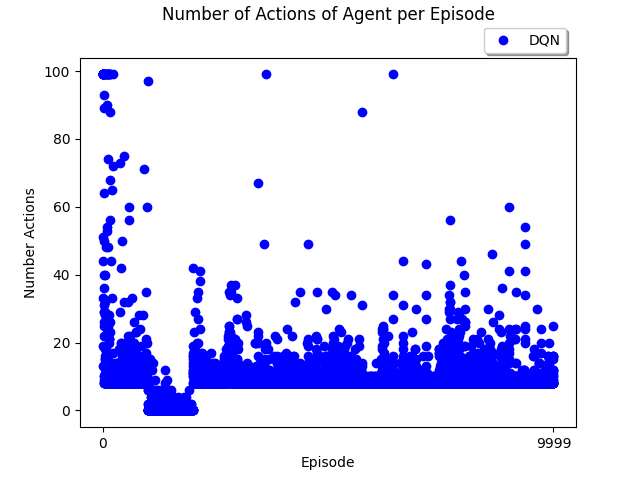 Number of Actions of Agent per Episode
DQN
100
80
60
40
20
0
Number Actions
0
9999
Episode